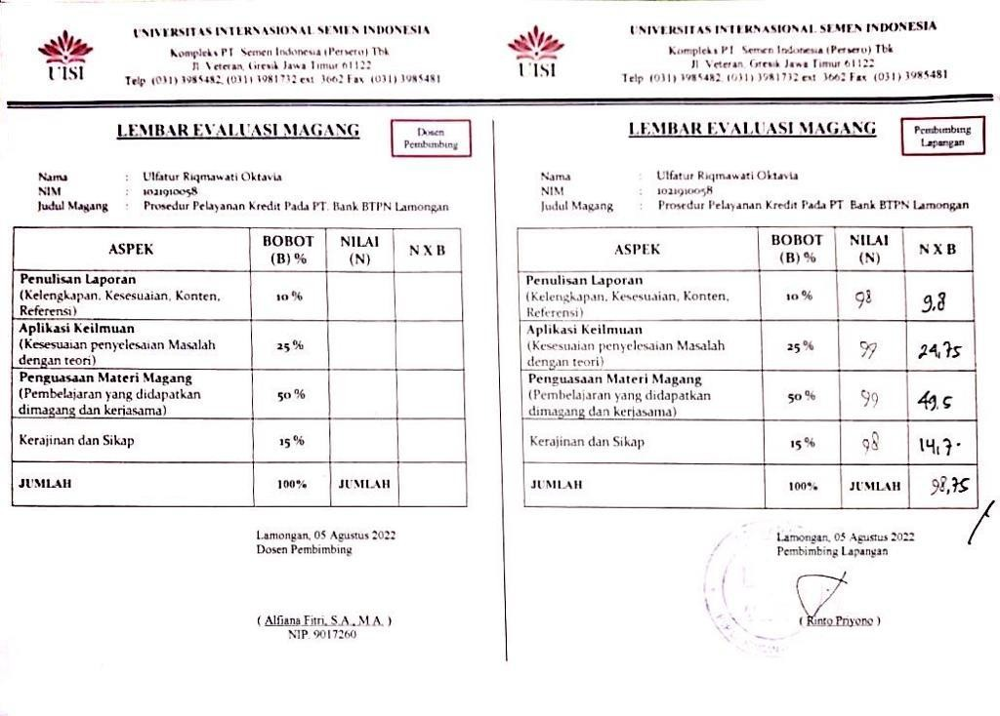 UNIVERSITAS INTERNASIONAL SEMEN INDONESIA
Kompleks PT. Semen Indonesia (Persero) Tbk
Jl. Veteran, Gresik Jawa Timur 61122
Telp (031) 3985482, (031) 3981732 ext. 3662 Fax (031) 3985481
UISI
LEMBAR EVALUASI MAGANG
Dosen
Pembimbing
Nama : Ulfatur Riqmawati Oktavia
NIM : 1021910058
Judul Magang : Prosedur Pelayanan Kredit Pada PT. Bank BTPN Lamongan
ASPEK BOBOT (B) % NILAI (N) N X B
Penulisan Laporan
(Kelengkapan, Kesesuaian, Konten, 10 %
Referensi)
Aplikasi Keilmuan
(Kesesuaian penyelesaian Masalah 25 %
dengan teori)
Penguasaan Materi Magang
(Pembelajaran yang didapatkan 50 %
dimagang dan kerjasama)
Kerajinan dan Sikap 15 %
JUMLAH 100% JUMLAH
Lamongan, 05 Agustus 2022
Dosen Pembimbing
( Alfiana Fitri, S.A., M.A. )
NIP. 9017260
UNIVERSITAS INTERNASIONAL SEMEN INDONESIA
Kompleks PT. Semen Indonesia (Persero) Tbk
Jl. Veteran, Gresik Jawa Timur 61122
Telp (031) 3985482, (031) 3981732 ext. 3662 Fax (031) 3985481
UISI
LEMBAR EVALUASI MAGANG
Pembimbing
Lapangan
Nama : Ulfatur Riqmawati Oktavia
NIM : 1021910058
Judul Magang : Prosedur Pelayanan Kredit Pada PT. Bank BTPN Lamongan
ASPEK BOBOT (B) % NILAI (N) N X B
Penulisan Laporan
(Kelengkapan, Kesesuaian, Konten, 10 % 98 9.8
Referensi)
Aplikasi Keilmuan
(Kesesuaian penyelesaian Masalah 25 % 99 24,75
dengan teori)
Penguasaan Materi Magang
(Pembelajaran yang didapatkan 50 % 99 49.5
dimagang dan kerjasama)
Kerajinan dan Sikap 15 % 98 14,7
JUMLAH 100% JUMLAH 98,75
Lamongan, 05 Agustus 2022
Pembimbing Lapangan
( Rinto Priyono )